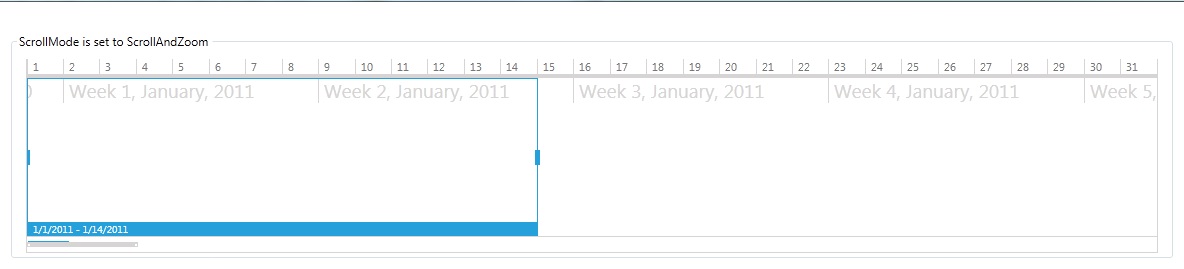 ScrollMode is set to ScrollAndZoom
1 2 3 4 5 6 7 8 9 10 11 12 13 14 15 16 17 18 19 20 21 22 23 24 25 26 27 28 29 30 31
Week 1, January, 2011 Week 2, January, 2011 Week 3, January, 2011 Week 4, January, 2011 Week 5,
1/1/2011 - 1/14/2011